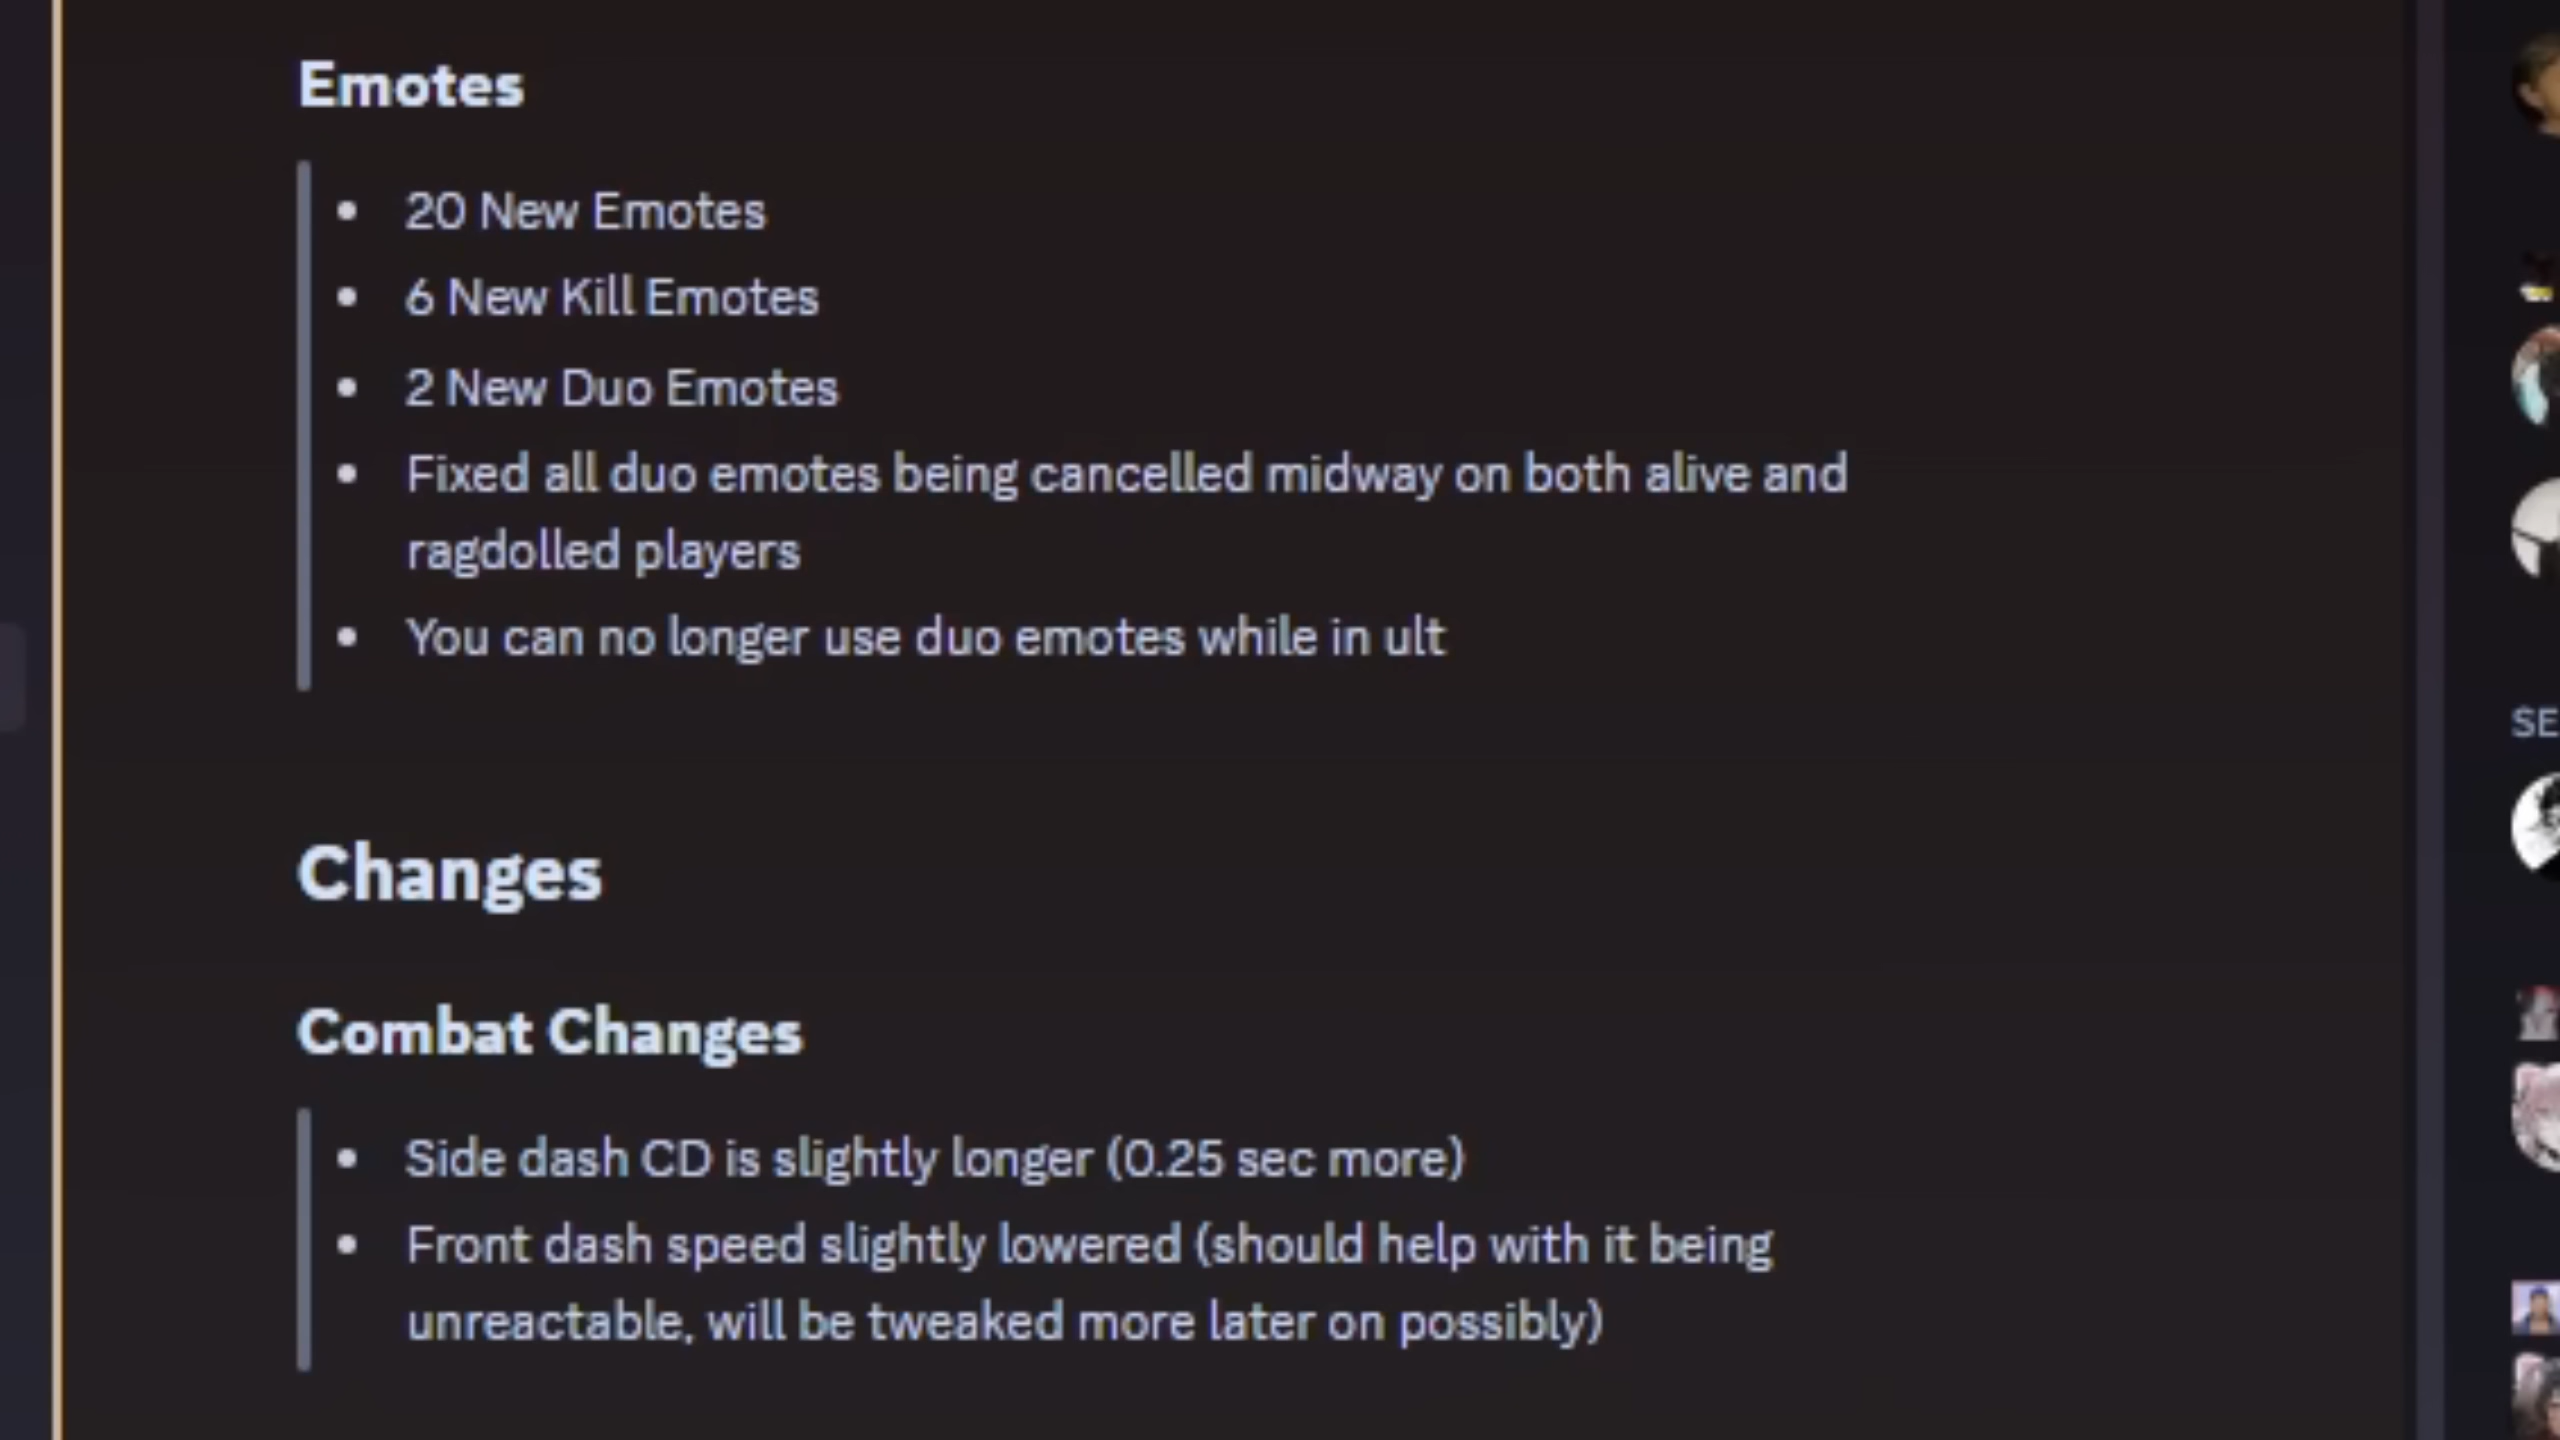 Emotes
• 20 New Emotes
• 6 New Kill Emotes
• 2 New Duo Emotes
• Fixed all duo emotes being cancelled midway on both alive and
ragdolled players
• You can no longer use duo emotes while in ult
SE
Changes
Combat Changes
• Side dash CD is slightly longer (0.25 sec more)
• Front dash speed slightly lowered (should help with it being
unreactable, will be tweaked more later on possibly)